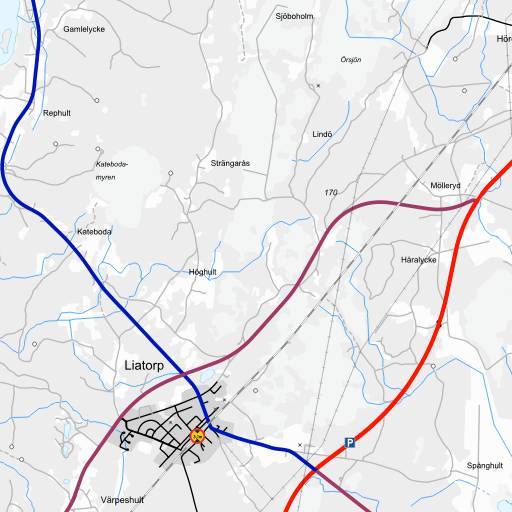 Sjöboholm
Gamlelycke
Hör
Örsjön
Rephult
Lindö
Kateboda-
myren
Strängarås
170
Mölleryd
Kateboda
Håralycke
Höghult
Liatorp
P
Spånghult
Värpeshult